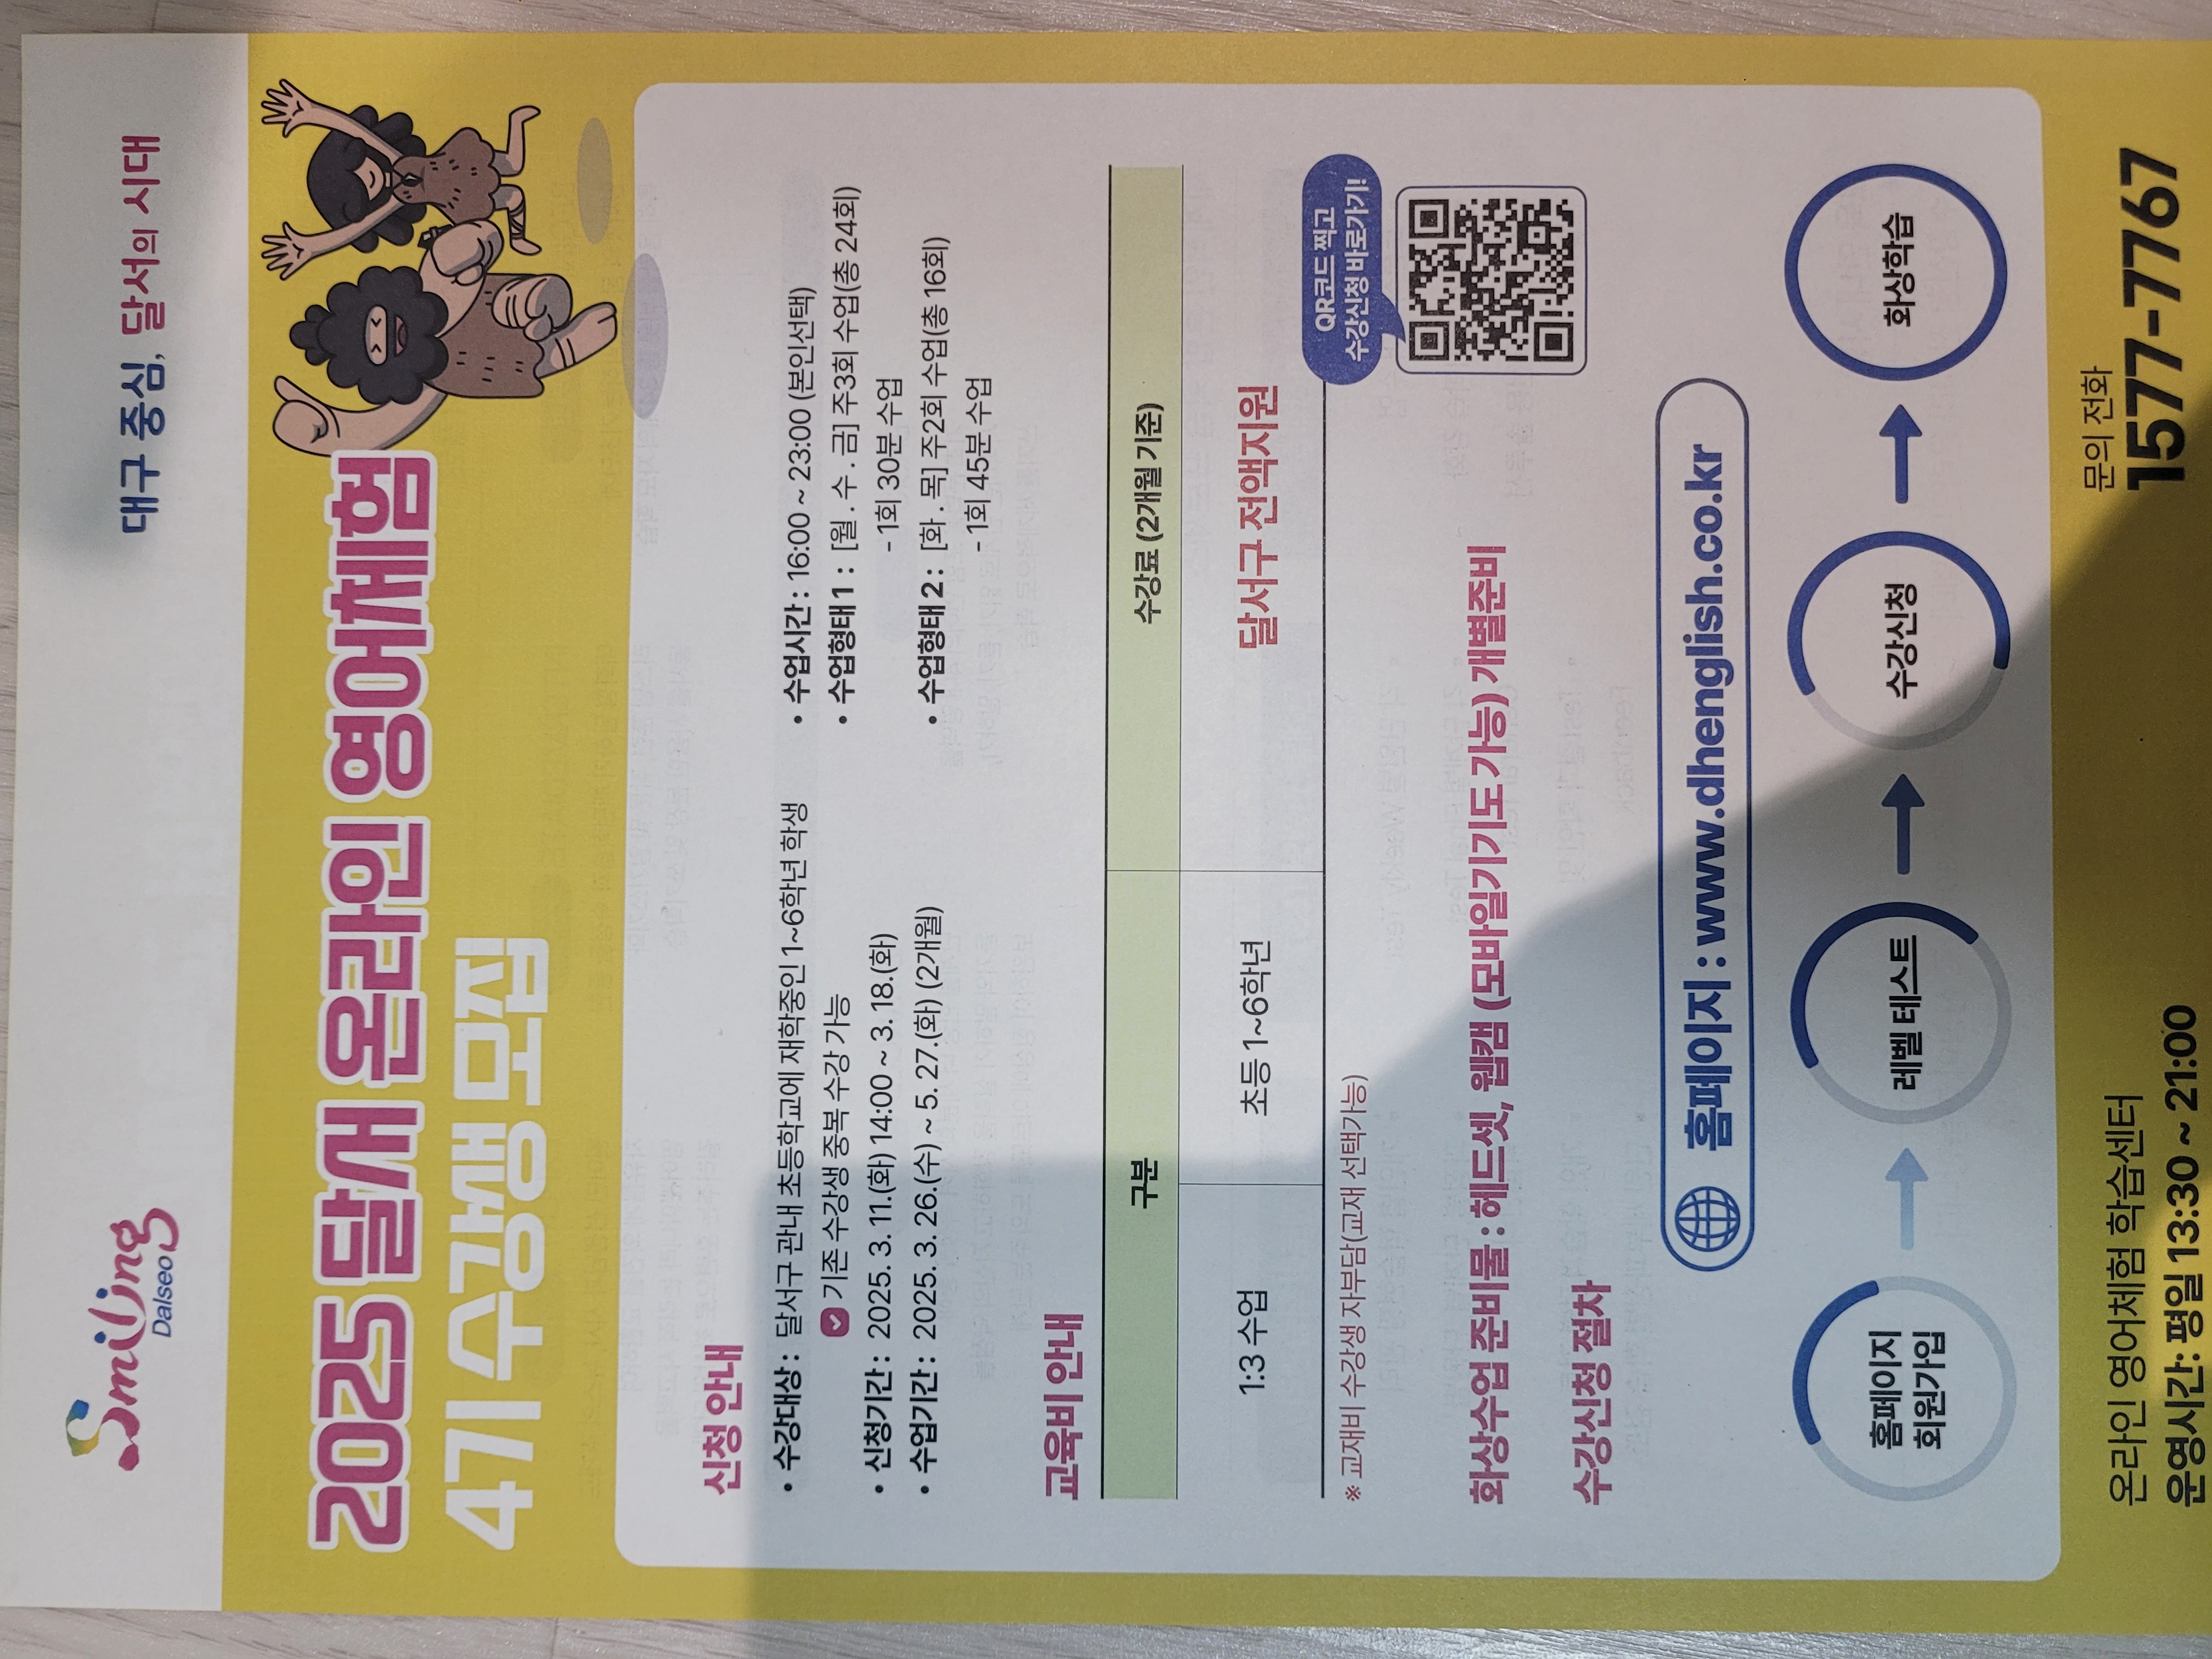 Smiling
Dalseo
대구 중심, 달서의 시대
2025 달서 온라인 영어체험
4기 수강생 모집
신청 안내
• 수강대상 : 달서구 관내 초등학교에 재학중인 1~6학년 학생
기존 수강생 중복 수강 가능
• 신청기간 : 2025. 3. 11.(화) 14:00 ~ 3. 18.(화)
• 수업기간 : 2025. 3. 26.(수) ~ 5. 27.(화) (2개월)
• 수업시간 : 16:00 ~ 23:00 (본인선택)
• 수업형태 1 : [월 . 수 . 금] 주3회 수업(총 24회)
- 1회 30분 수업
• 수업형태 2 : [화 . 목] 주2회 수업(총 16회)
- 1회 45분 수업
교육비 안내
구분 수강료 (2개월 기준)
1:3 수업 초등 1~6학년 달서구 전액지원
※ 교재비 수강생 자부담(교재 선택가능)
QR코드 찍고
수강신청 바로가기!
화상수업 준비물 : 헤드셋, 웹캠 (모바일기기도 가능) 개별준비
수강신청 절차
홈페이지 : www.dhenglish.co.kr
홈페이지
회원가입
레벨 테스트
수강신청
화상학습
온라인 영어체험 학습센터
운영시간: 평일 13:30 ~ 21:00
문의 전화
1577-7767